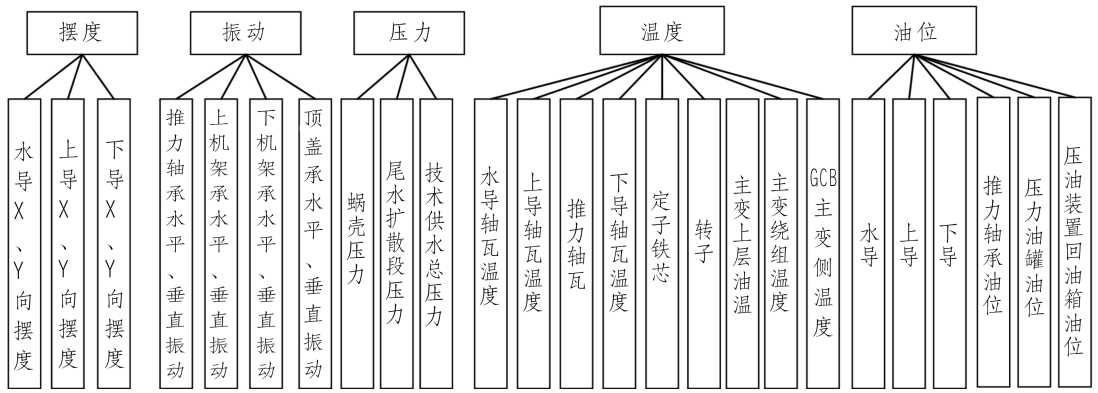 摆度
振动
压力
温度
油位
水导X、Y向摆度
上导X、Y向摆度
下导X、Y向摆度
推力轴承水平、垂直振动
上机架承水平、垂直振动
下机架承水平、垂直振动
顶盖承水平、垂直振动
蜗壳压力
尾水扩散段压力
技术供水总压力
水导轴瓦温度
上导轴瓦温度
推力轴瓦
下导轴瓦温度
定子铁芯
转子
主变上层油温
主变绕组温度
GCB主变侧温度
水导
上导
下导
推力轴承油位
压力油罐油位
压油装置回油箱油位